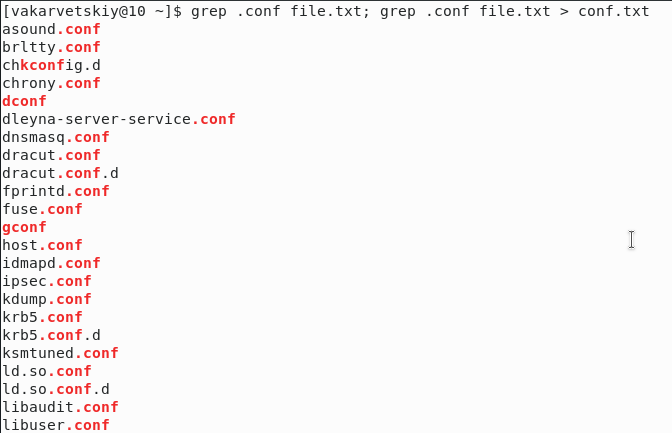 [vakarvetskiy@10 ~]$ grep .conf file.txt; grep .conf file.txt > conf.txt
asound.conf
brltty.conf
chkconfig.d
chrony.conf
dconf
dleyna-server-service.conf
dnsmasq.conf
dracut.conf
dracut.conf.d
fprintd.conf
fuse.conf
gconf
host.conf
idmapd.conf
ipsec.conf
kdump.conf
krb5.conf
krb5.conf.d
ksmtuned.conf
ld.so.conf
ld.so.conf.d
libaudit.conf
libuser.conf